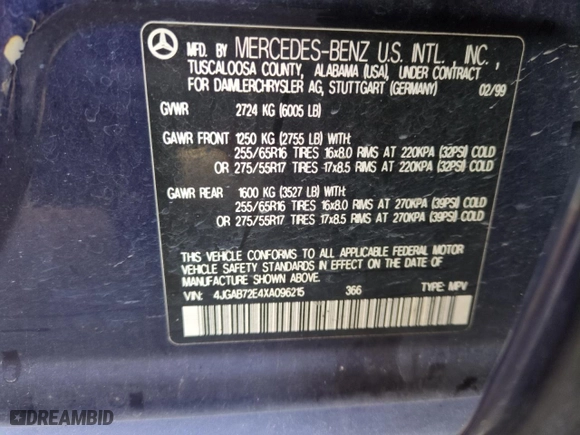 MFD. BY MERCEDES-BENZ U.S. INTL., INC.,
TUSCALOOSA COUNTY, ALABAMA (USA), UNDER CONTRACT
FOR DAIMLERCHRYSLER AG, STUTTGART (GERMANY) 02/99
GVWR 2724 KG (6005 LB)
GAWR FRONT 1250 KG (2755 LB) WITH:
255/65R16 TIRES 16x8.0 RIMS AT 220KPA (32PSI) COLD
OR 275/55R17 TIRES 17x8.5 RIMS AT 220KPA (32PSI) COLD
GAWR REAR 1600 KG (3527 LB) WITH:
255/65R16 TIRES 16x8.0 RIMS AT 270KPA (39PSI) COLD
OR 275/55R17 TIRES 17x8.5 RIMS AT 270KPA (39PSI) COLD
THIS VEHICLE CONFORMS TO ALL APPLICABLE FEDERAL MOTOR
VEHICLE SAFETY STANDARDS IN EFFECT ON THE DATE OF
MANUFACTURE SHOWN ABOVE.
VIN: 4JGAB72E4XA096215 366 TYPE: MPV
DREAMBID